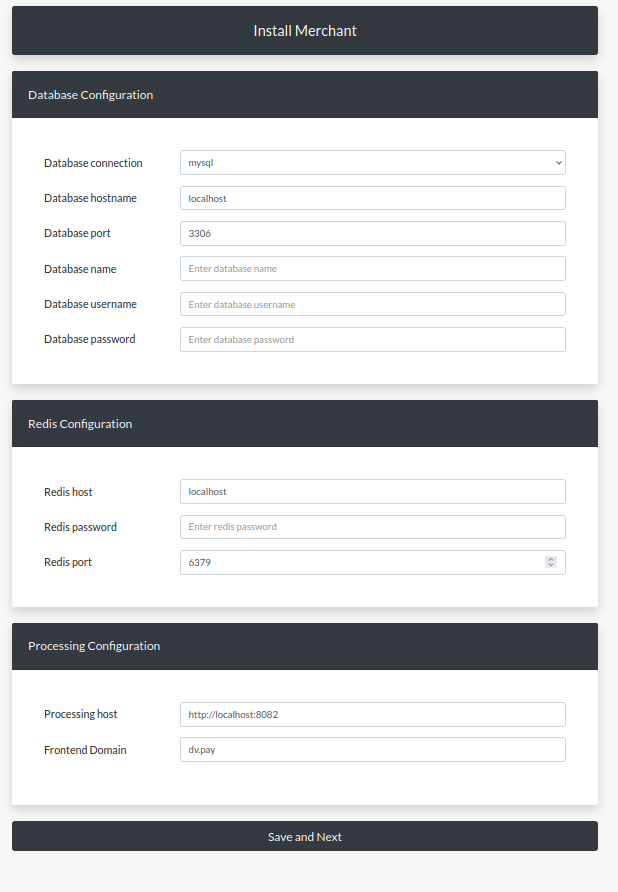 Install Merchant
Database Configuration
Database connection mysql
Database hostname localhost
Database port 3306
Database name Enter database name
Database username Enter database username
Database password Enter database password
Redis Configuration
Redis host localhost
Redis password Enter redis password
Redis port 6379
Processing Configuration
Processing host http://localhost:8082
Frontend Domain dv.pay
Save and Next